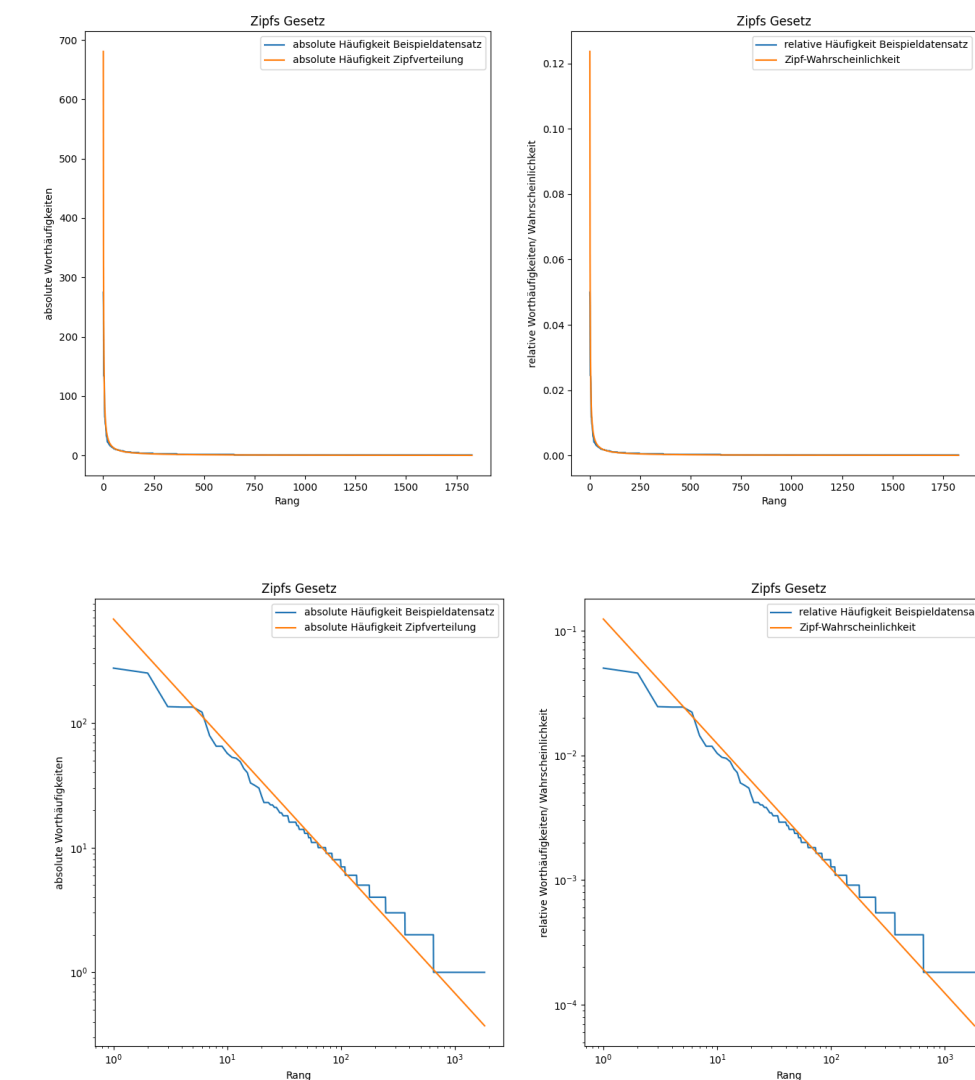 Zipfs Gesetz
absolute Häufigkeit Beispieldatensatz
absolute Häufigkeit Zipfverteilung
absolute Worthäufigkeiten
700
600
500
400
300
200
100
0
0 250 500 750 1000 1250 1500 1750
Rang
Zipfs Gesetz
relative Häufigkeit Beispieldatensatz
Zipf-Wahrscheinlichkeit
relative Worthäufigkeiten/ Wahrscheinlichkeit
0.12
0.10
0.08
0.06
0.04
0.02
0.00
0 250 500 750 1000 1250 1500 1750
Rang
Zipfs Gesetz
absolute Häufigkeit Beispieldatensatz
absolute Häufigkeit Zipfverteilung
absolute Worthäufigkeiten
10²
10¹
10⁰
10⁰ 10¹ 10² 10³
Rang
Zipfs Gesetz
relative Häufigkeit Beispieldatensa
Zipf-Wahrscheinlichkeit
relative Worthäufigkeiten/ Wahrscheinlichkeit
10⁻¹
10⁻²
10⁻³
10⁻⁴
10⁰ 10¹ 10² 10³
Rang